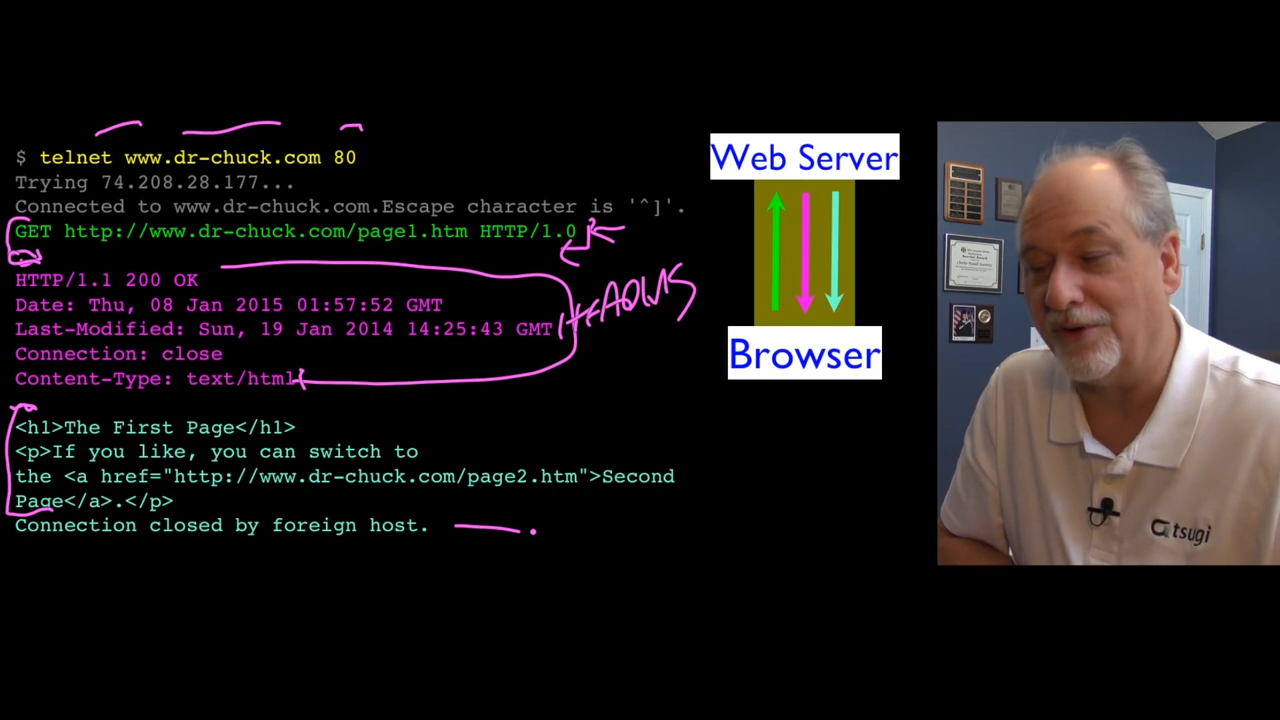 $ telnet www.dr-chuck.com 80
Trying 74.208.28.177...
Connected to www.dr-chuck.com.Escape character is '^]'.
GET http://www.dr-chuck.com/page1.htm HTTP/1.0
HTTP/1.1 200 OK
Date: Thu, 08 Jan 2015 01:57:52 GMT
Last-Modified: Sun, 19 Jan 2014 14:25:43 GMT
Connection: close
Content-Type: text/html
<h1>The First Page</h1>
<p>If you like, you can switch to
the <a href="http://www.dr-chuck.com/page2.htm">Second
Page</a>.</p>
Connection closed by foreign host.
Web Server
Browser
tsugi